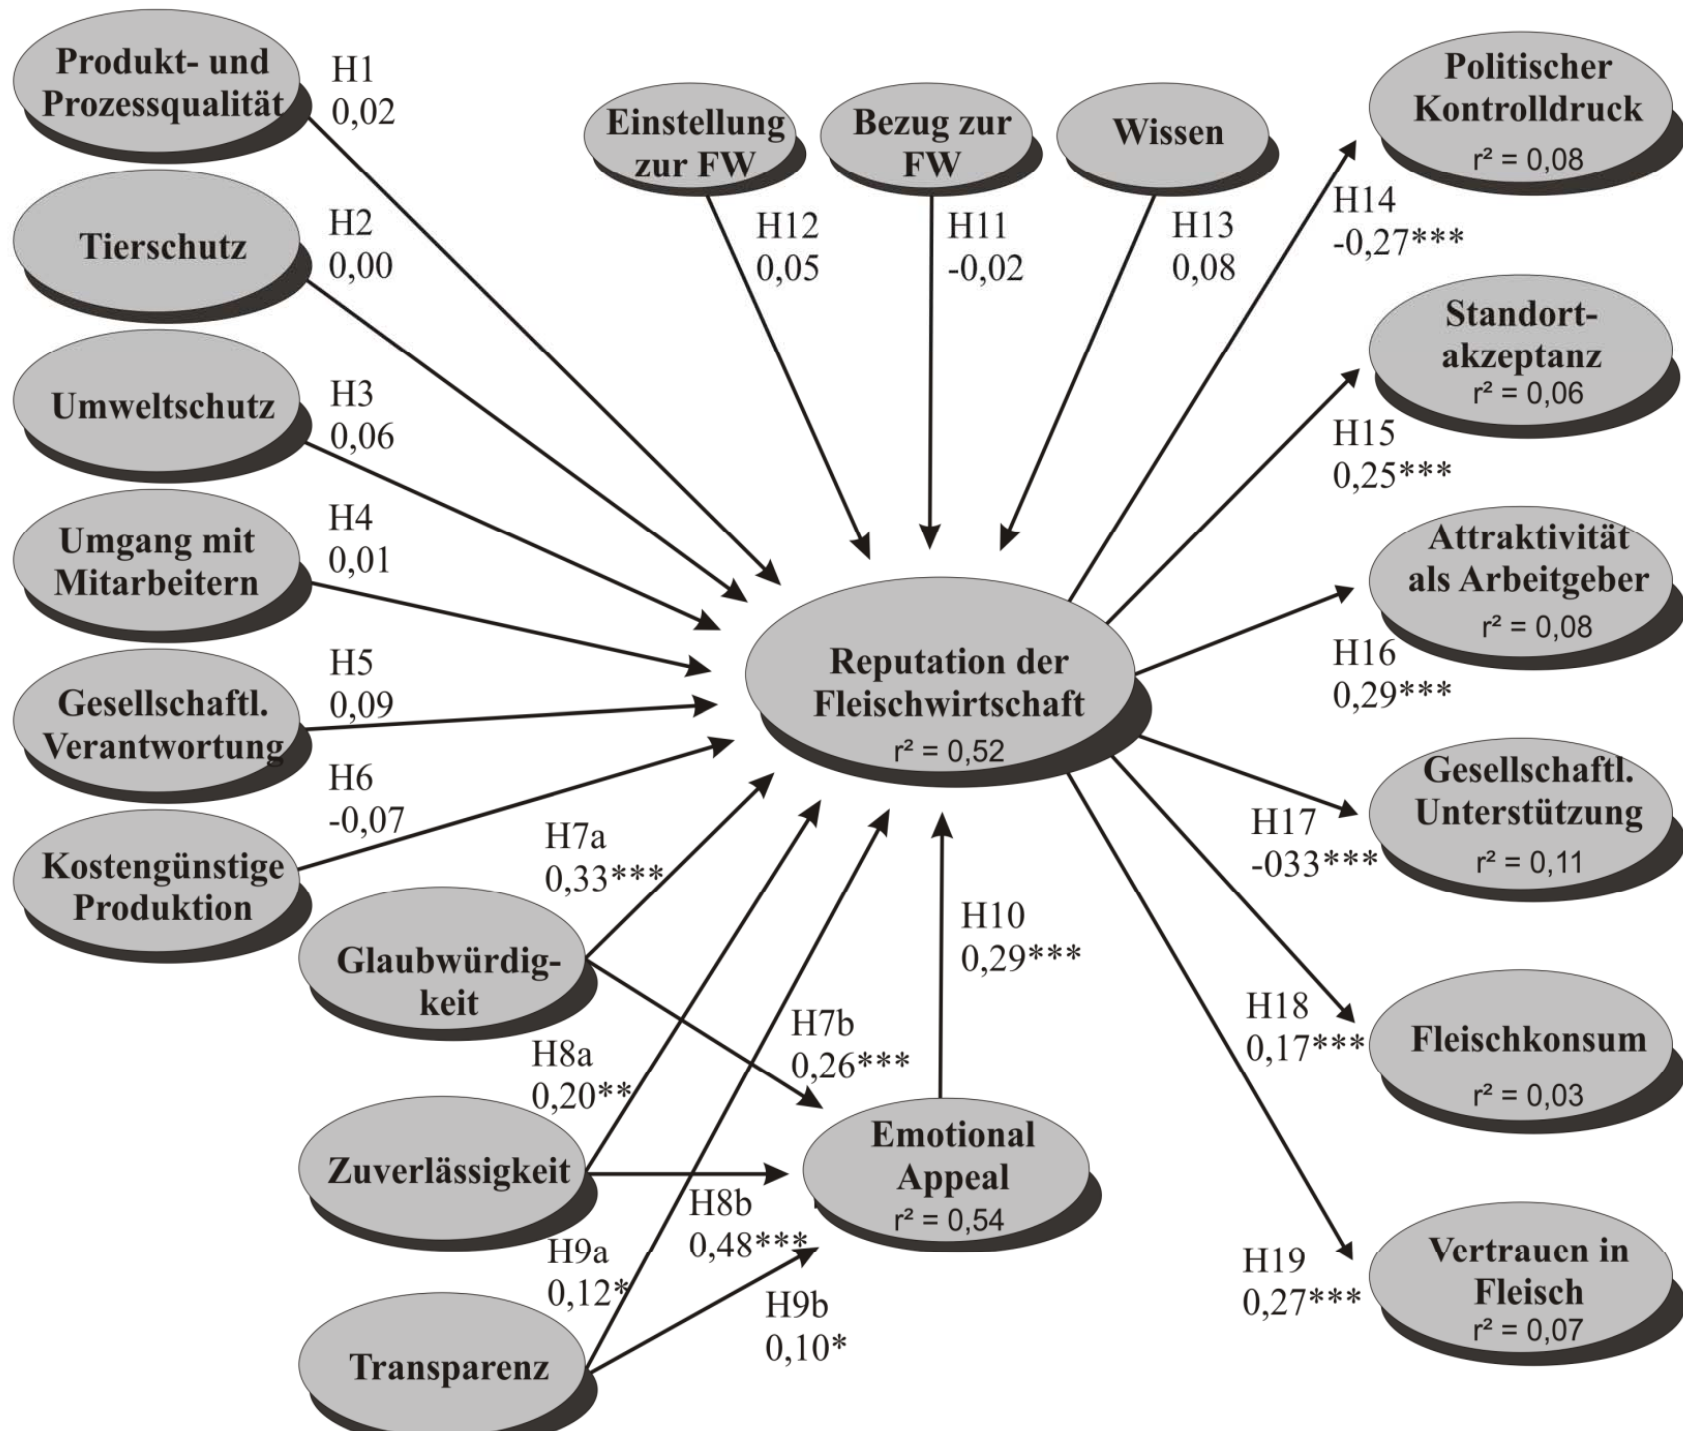 Produkt- und
Prozessqualität
H1
0,02
Tierschutz
H2
0,00
Umweltschutz
H3
0,06
Umgang mit
Mitarbeitern
H4
0,01
Gesellschaftl.
Verantwortung
H5
0,09
Kostengünstige
Produktion
H6
-0,07
Einstellung
zur FW
H12
0,05
Bezug zur
FW
H11
-0,02
Wissen
H13
0,08
Reputation der
Fleischwirtschaft
r² = 0,52
Glaubwürdig-
keit
H7a
0,33***
H7b
0,26***
Zuverlässigkeit
H8a
0,20**
H8b
0,48***
Transparenz
H9a
0,12*
H9b
0,10*
Emotional
Appeal
r² = 0,54
H10
0,29***
Politischer
Kontrolldruck
r² = 0,08
H14
-0,27***
Standort-
akzeptanz
r² = 0,06
H15
0,25***
Attraktivität
als Arbeitgeber
r² = 0,08
H16
0,29***
Gesellschaftl.
Unterstützung
r² = 0,11
H17
-033***
Fleischkonsum
r² = 0,03
H18
0,17***
Vertrauen in
Fleisch
r² = 0,07
H19
0,27***